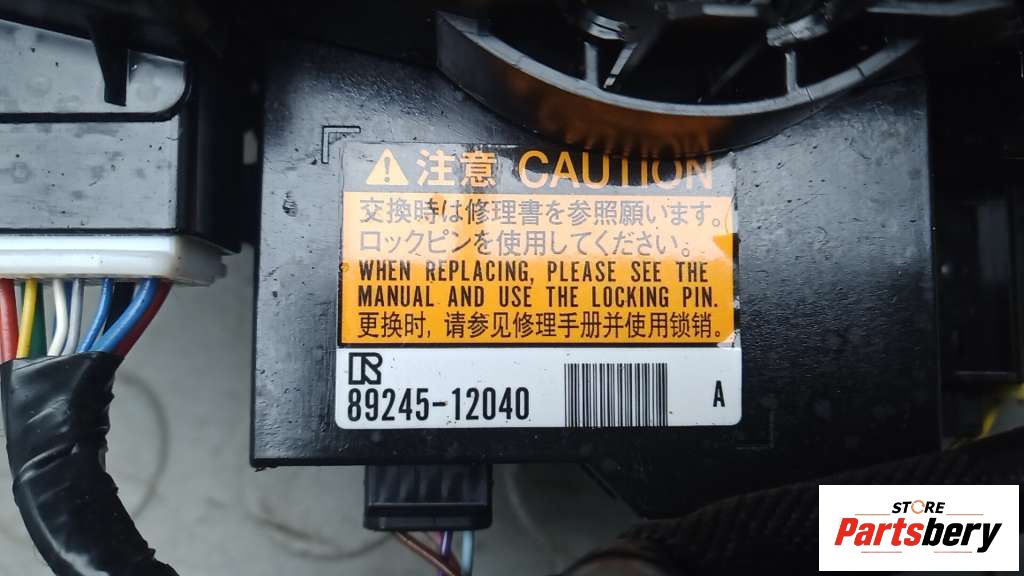 注意 CAUTION
交換時は修理書を参照願います。
ロックピンを使用してください。
WHEN REPLACING, PLEASE SEE THE
MANUAL AND USE THE LOCKING PIN.
更换时, 请参见修理手册并使用锁销。
R
89245-12040 A
STORE
Partsbery